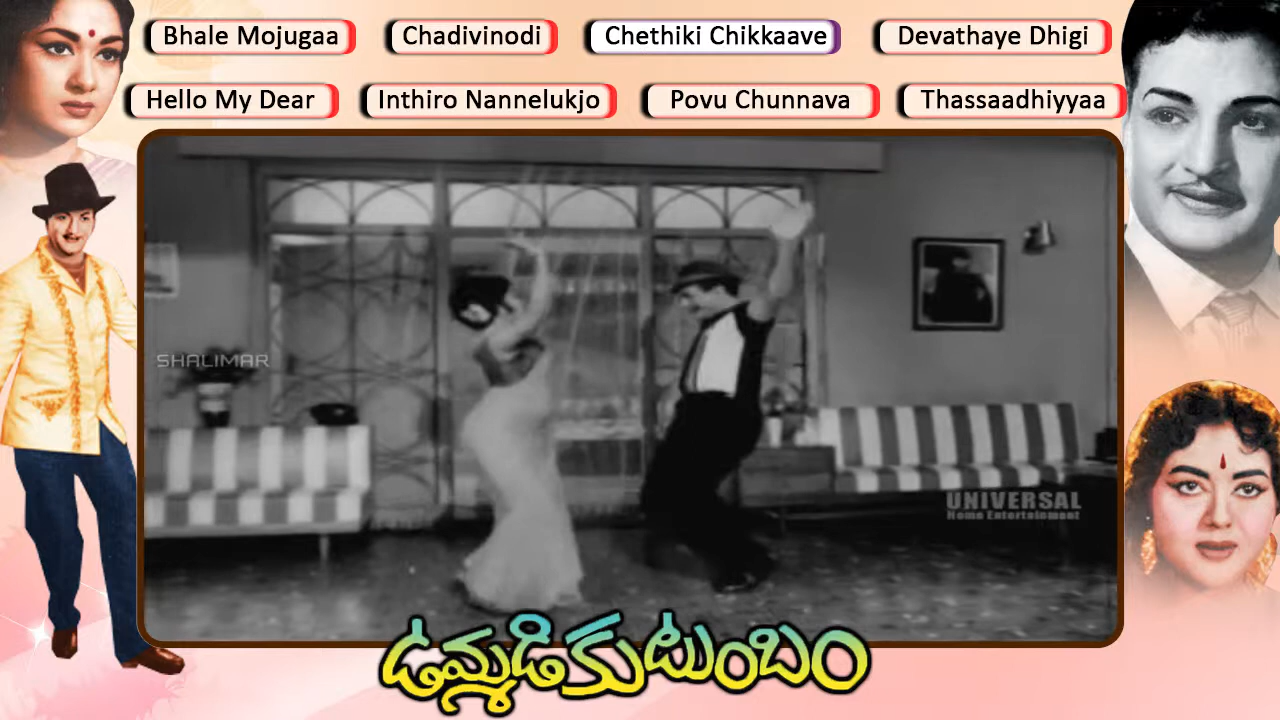 Bhale Mojugaa Chadivinodi Chethiki Chikkaave Devathaye Dhigi
Hello My Dear Inthiro Nannelukjo Povu Chunnava Thassaadhiyyaa
SHALIMAR
UNIVERSAL
Home Entertainment
ఉమ్మడి కుటుంబం